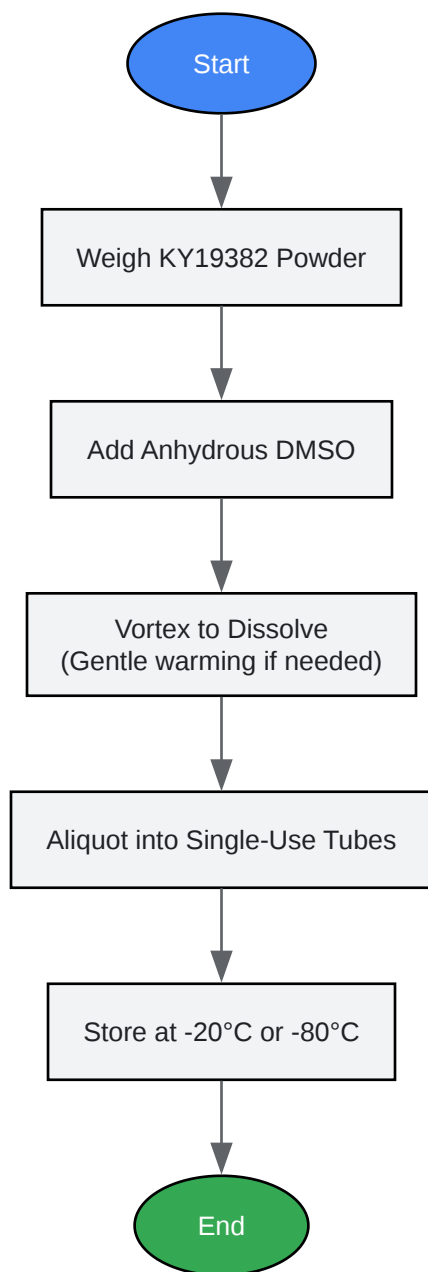 Start
Weigh KY19382 Powder
Add Anhydrous DMSO
Vortex to Dissolve
(Gentle warming if needed)
Aliquot into Single-Use Tubes
Store at -20°C or -80°C
End